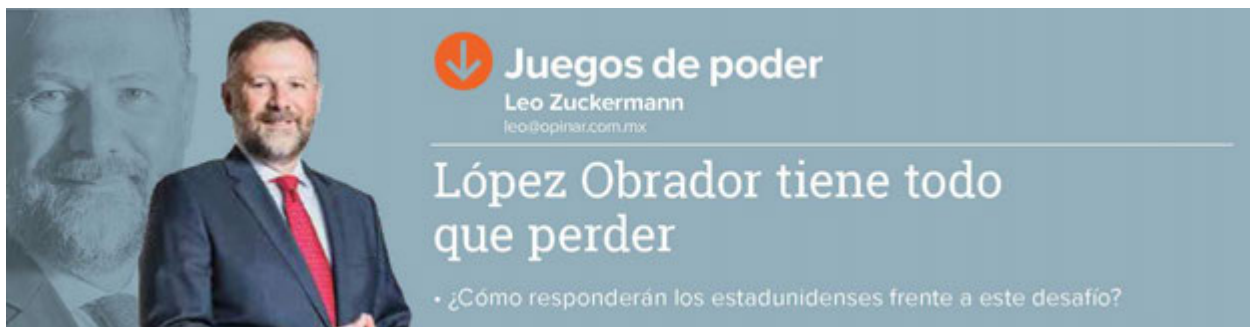 Juegos de poder
Leo Zuckermann
leo@opinar.com.mx
López Obrador tiene todo
que perder
• ¿Cómo responderán los estadunidenses frente a este desafío?